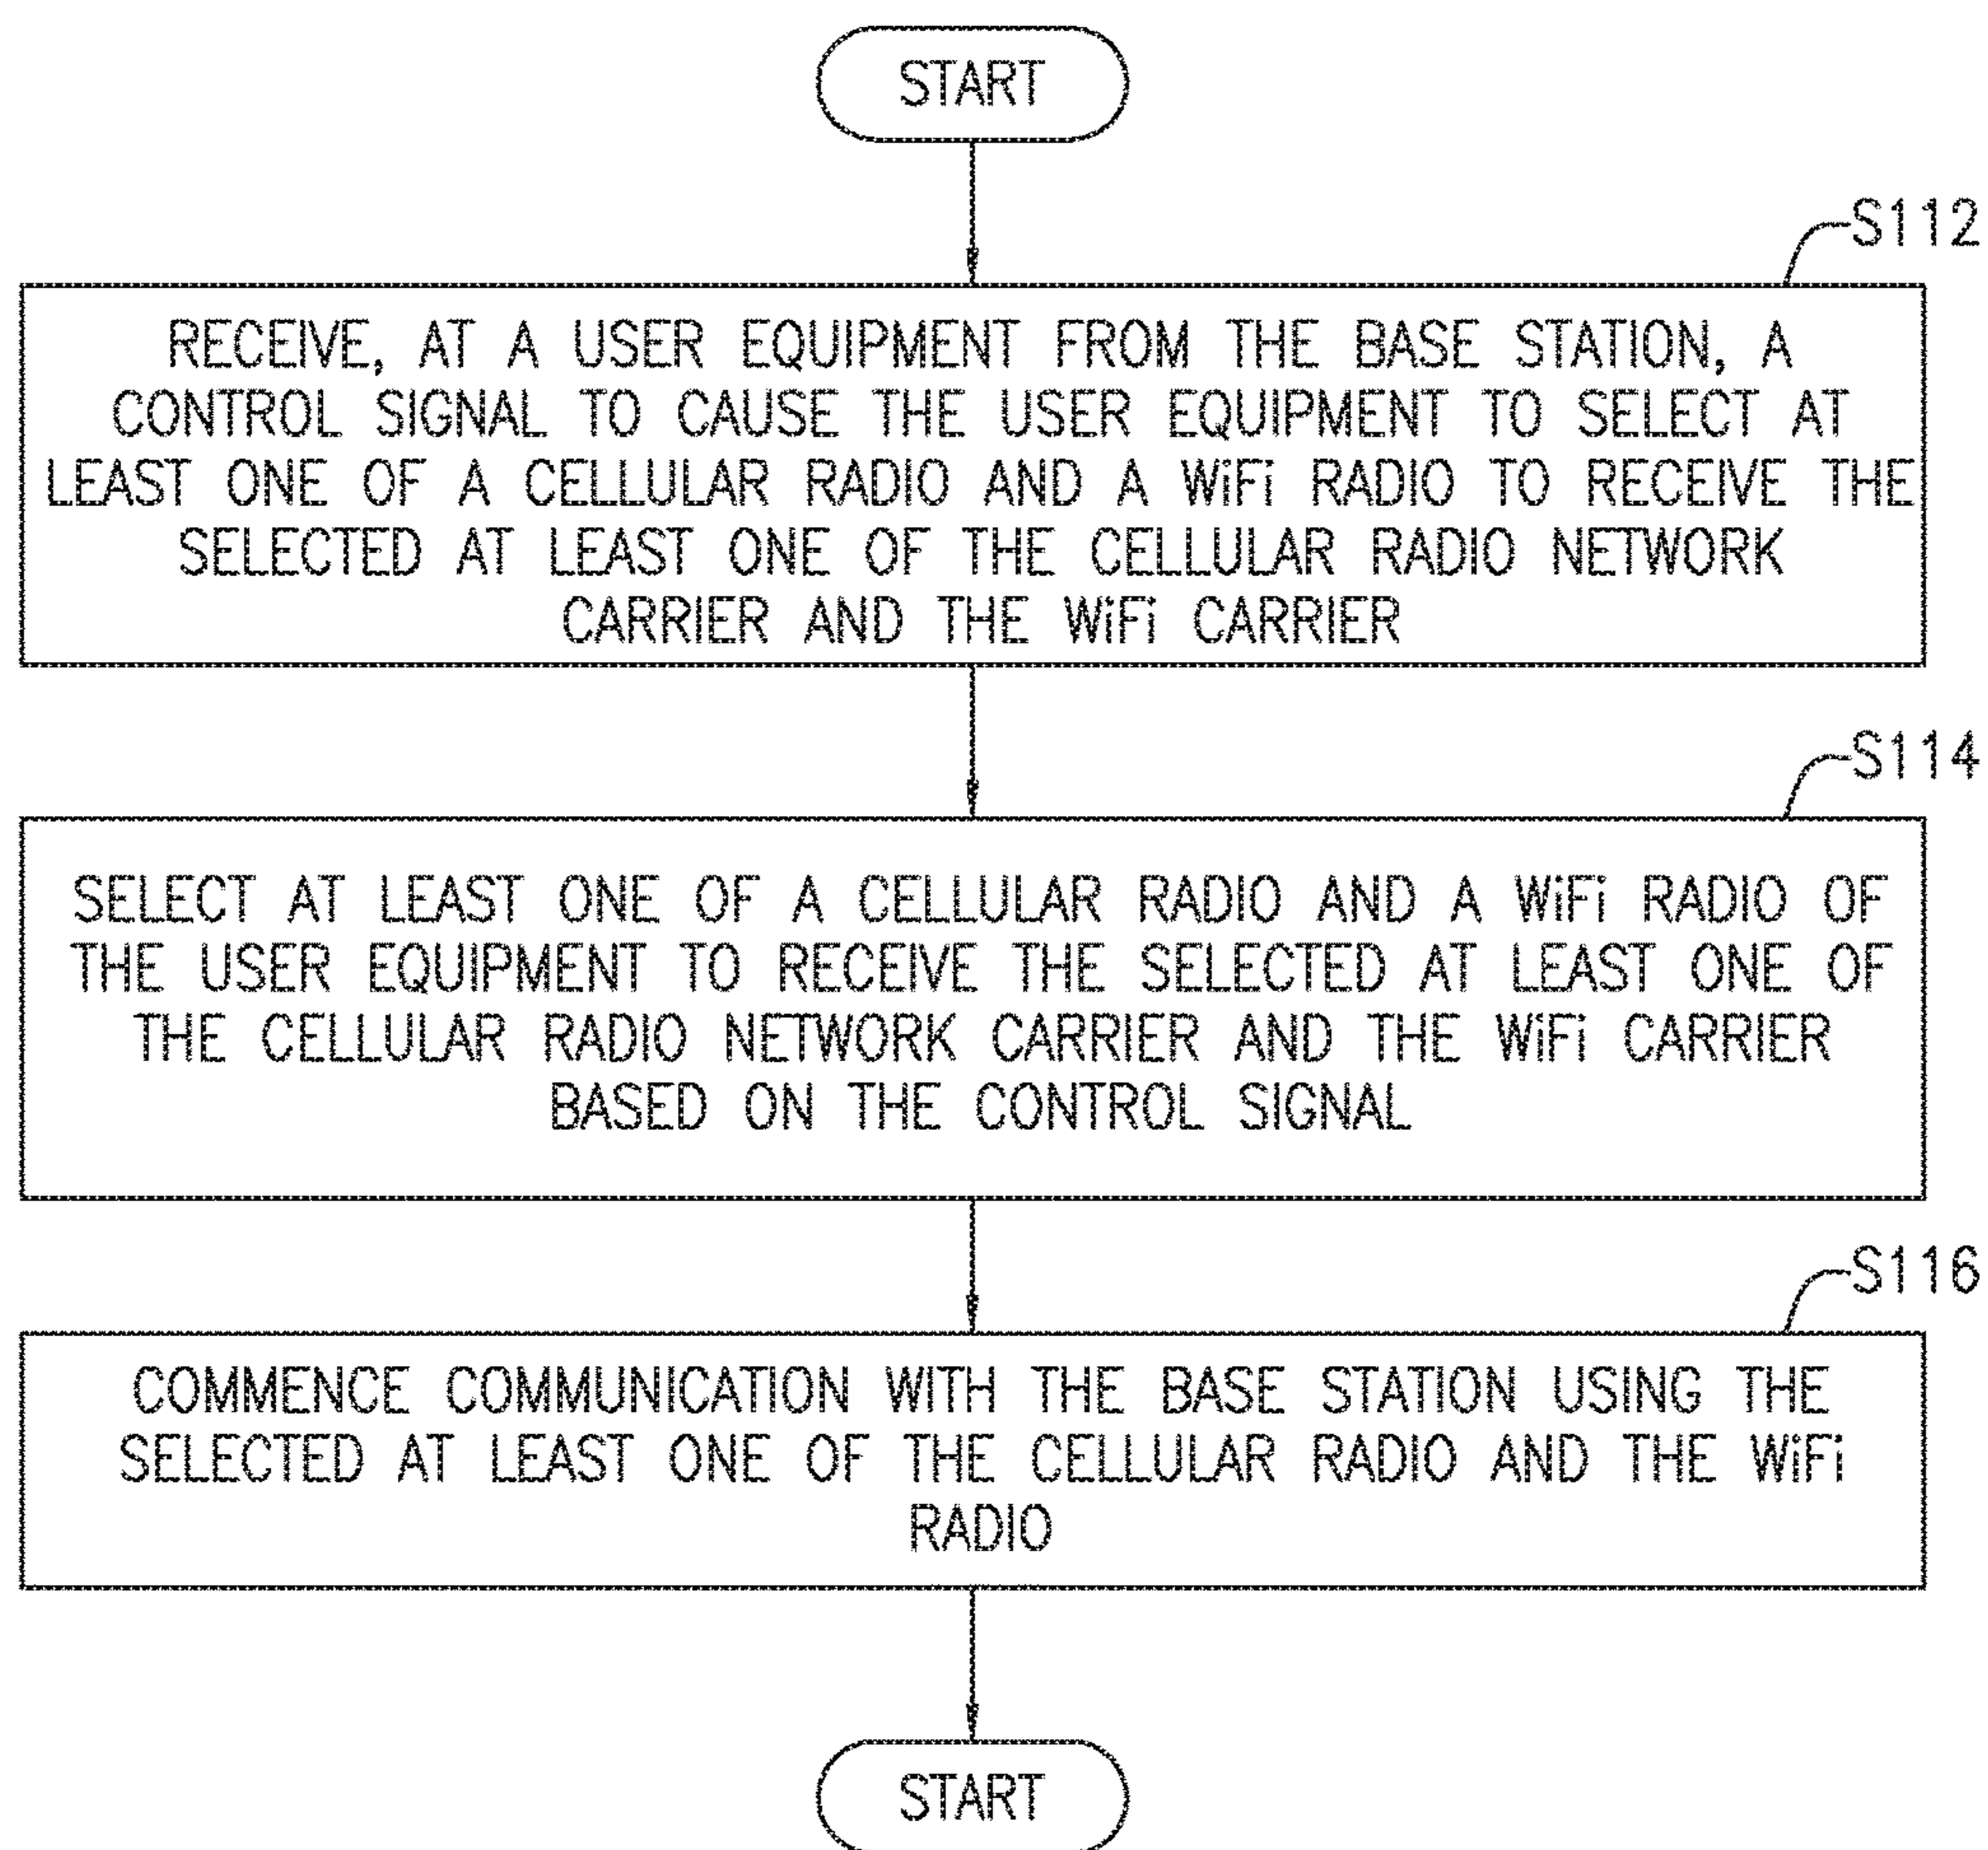 START
S112
RECEIVE, AT A USER EQUIPMENT FROM THE BASE STATION, A
CONTROL SIGNAL TO CAUSE THE USER EQUIPMENT TO SELECT AT
LEAST ONE OF A CELLULAR RADIO AND A WiFi RADIO TO RECEIVE THE
SELECTED AT LEAST ONE OF THE CELLULAR RADIO NETWORK
CARRIER AND THE WiFi CARRIER
S114
SELECT AT LEAST ONE OF A CELLULAR RADIO AND A WiFi RADIO OF
THE USER EQUIPMENT TO RECEIVE THE SELECTED AT LEAST ONE OF
THE CELLULAR RADIO NETWORK CARRIER AND THE WiFi CARRIER
BASED ON THE CONTROL SIGNAL
S116
COMMENCE COMMUNICATION WITH THE BASE STATION USING THE
SELECTED AT LEAST ONE OF THE CELLULAR RADIO AND THE WiFi
RADIO
START